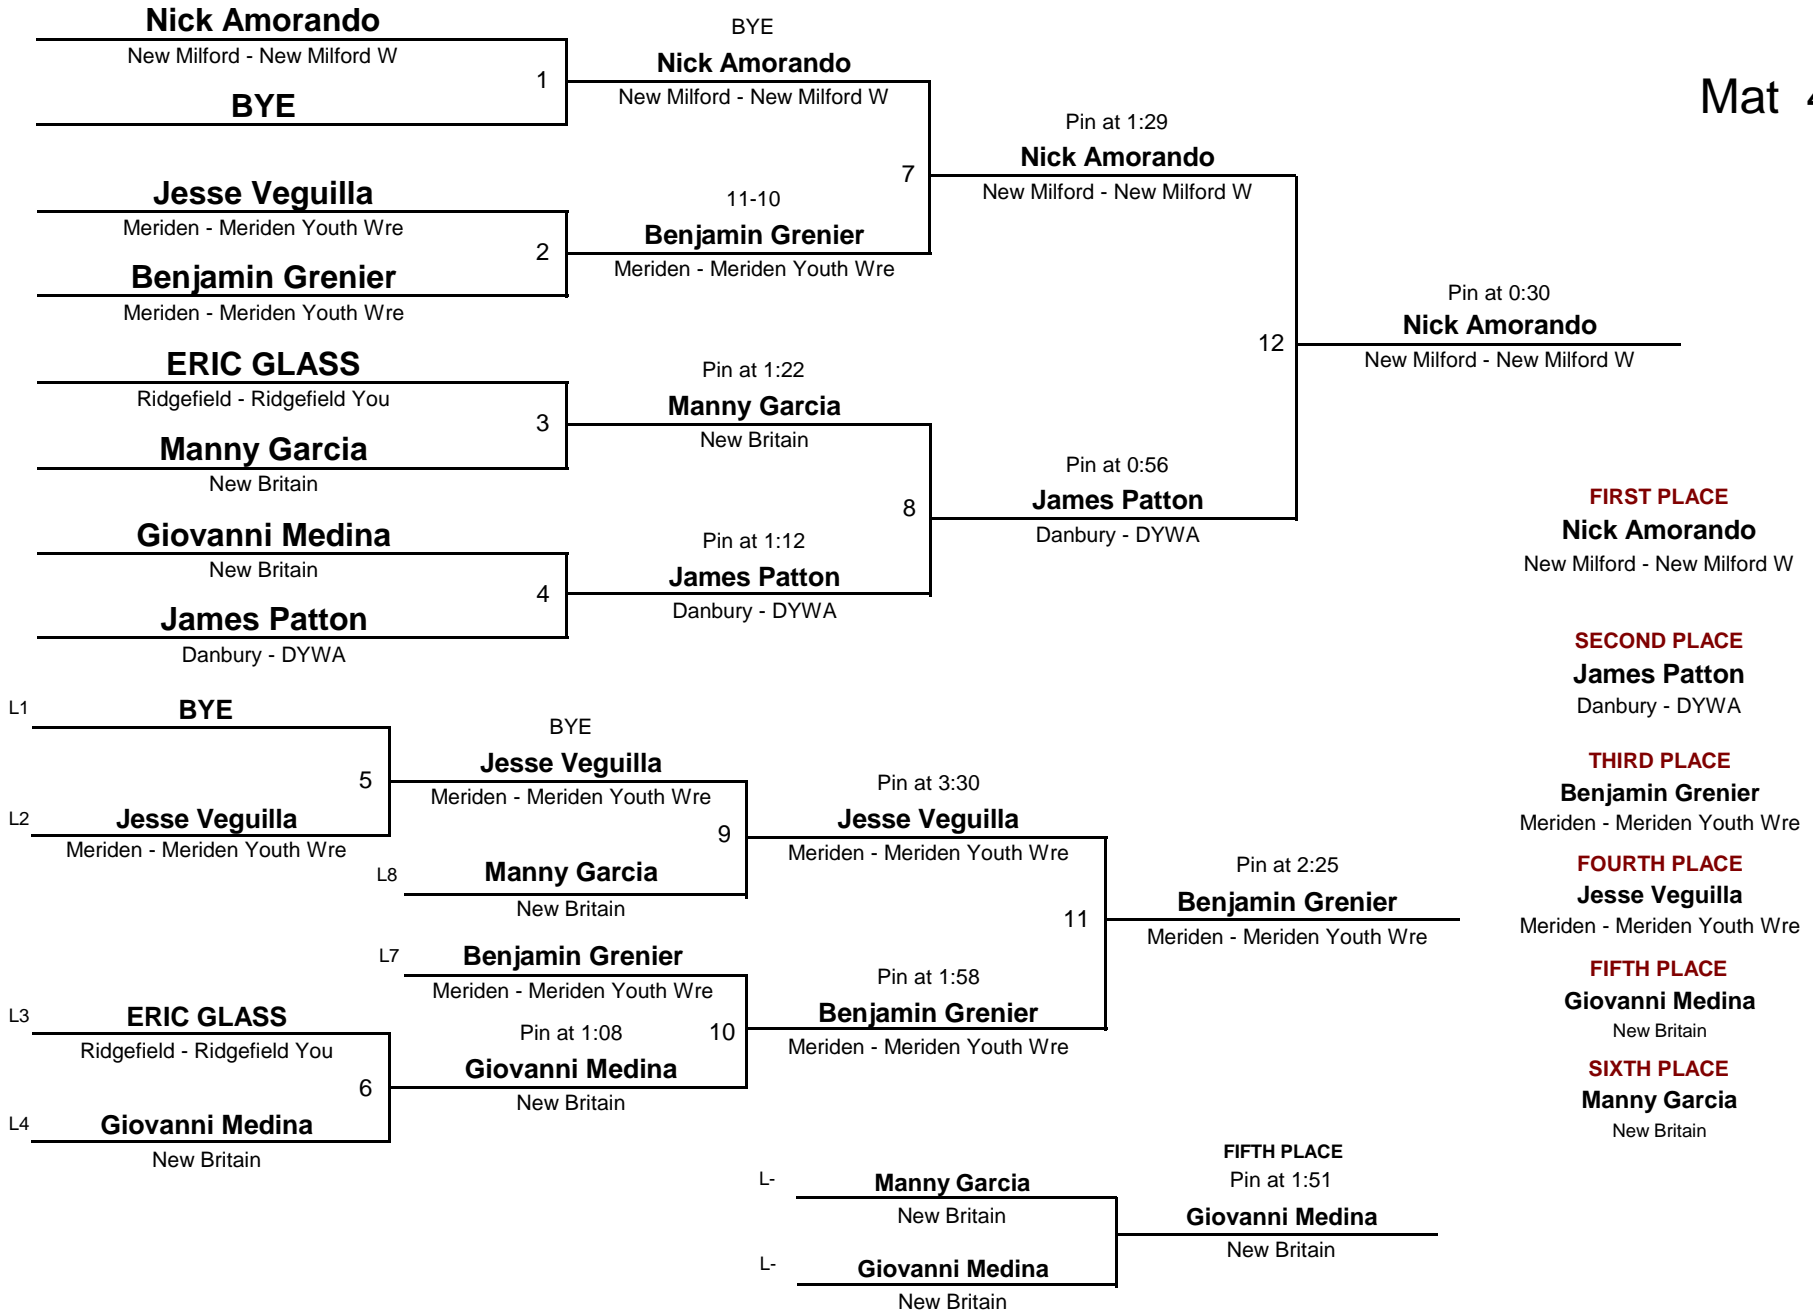 Nick Amorando
New Milford - New Milford W
1
BYE
Jesse Veguilla
Meriden - Meriden Youth Wre
2
Benjamin Grenier
Meriden - Meriden Youth Wre
ERIC GLASS
Ridgefield - Ridgefield You
3
Manny Garcia
New Britain
Giovanni Medina
New Britain
4
James Patton
Danbury - DYWA
BYE
Nick Amorando
New Milford - New Milford W
7
11-10
Benjamin Grenier
Meriden - Meriden Youth Wre
Pin at 1:22
Manny Garcia
New Britain
8
Pin at 1:12
James Patton
Danbury - DYWA
Pin at 1:29
Nick Amorando
New Milford - New Milford W
12
Pin at 0:56
James Patton
Danbury - DYWA
Pin at 0:30
Nick Amorando
New Milford - New Milford W
Mat
FIRST PLACE
Nick Amorando
New Milford - New Milford W
SECOND PLACE
James Patton
Danbury - DYWA
THIRD PLACE
Benjamin Grenier
Meriden - Meriden Youth Wre
FOURTH PLACE
Jesse Veguilla
Meriden - Meriden Youth Wre
FIFTH PLACE
Giovanni Medina
New Britain
SIXTH PLACE
Manny Garcia
New Britain
L1 BYE
5
L2 Jesse Veguilla
Meriden - Meriden Youth Wre
BYE
Jesse Veguilla
Meriden - Meriden Youth Wre
9
L8 Manny Garcia
New Britain
L7 Benjamin Grenier
Meriden - Meriden Youth Wre
10
L3 ERIC GLASS
Ridgefield - Ridgefield You
6
L4 Giovanni Medina
New Britain
Pin at 1:08
Giovanni Medina
New Britain
Pin at 3:30
Jesse Veguilla
Meriden - Meriden Youth Wre
11
Pin at 1:58
Benjamin Grenier
Meriden - Meriden Youth Wre
Pin at 2:25
Benjamin Grenier
Meriden - Meriden Youth Wre
L- Manny Garcia
New Britain
L- Giovanni Medina
New Britain
FIFTH PLACE
Pin at 1:51
Giovanni Medina
New Britain